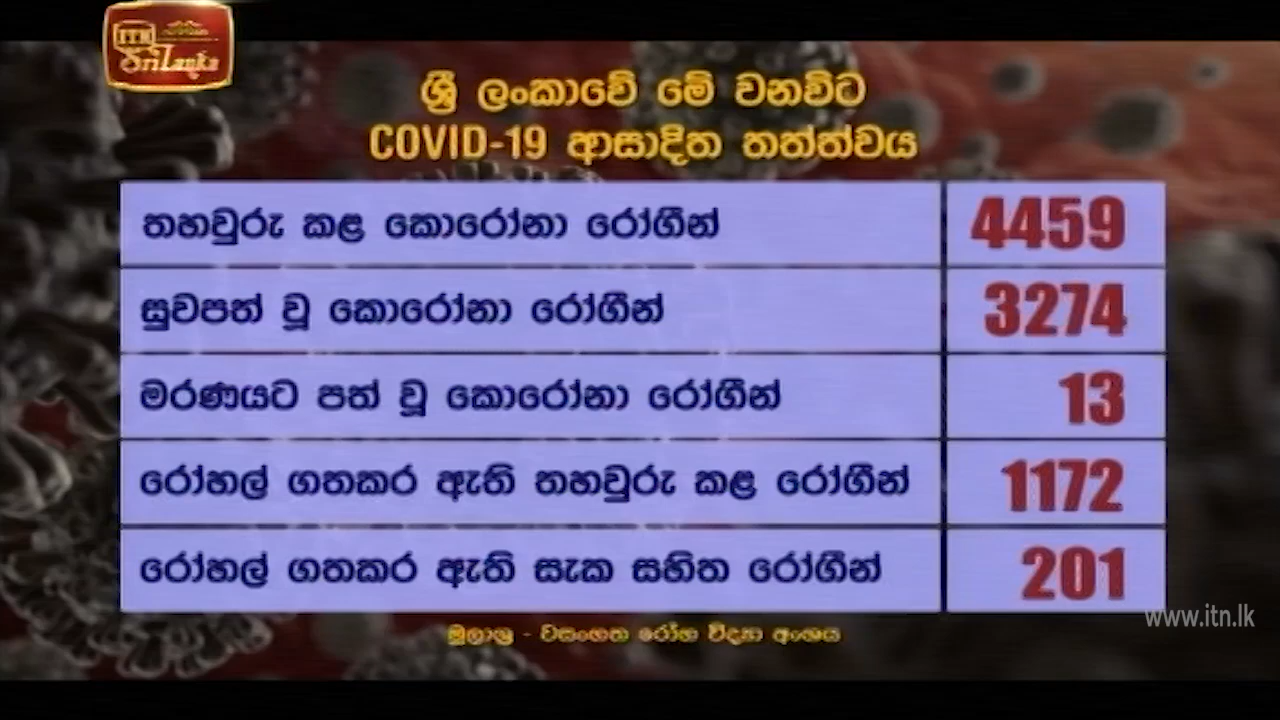 ITN
Sri Lanka
ශ්‍රී ලංකාවේ මේ වනවිට
COVID-19 ආසාදිත තත්ත්වය
තහවුරු කළ කොරෝනා රෝගීන් 4459
සුවපත් වූ කොරෝනා රෝගීන් 3274
මරණයට පත් වූ කොරෝනා රෝගීන් 13
රෝහල් ගතකර ඇති තහවුරු කළ රෝගීන් 1172
රෝහල් ගතකර ඇති සැක සහිත රෝගීන් 201
www.itn.lk
මූලාශ්‍ර - වසංගත රෝග විද්‍යා අංශය